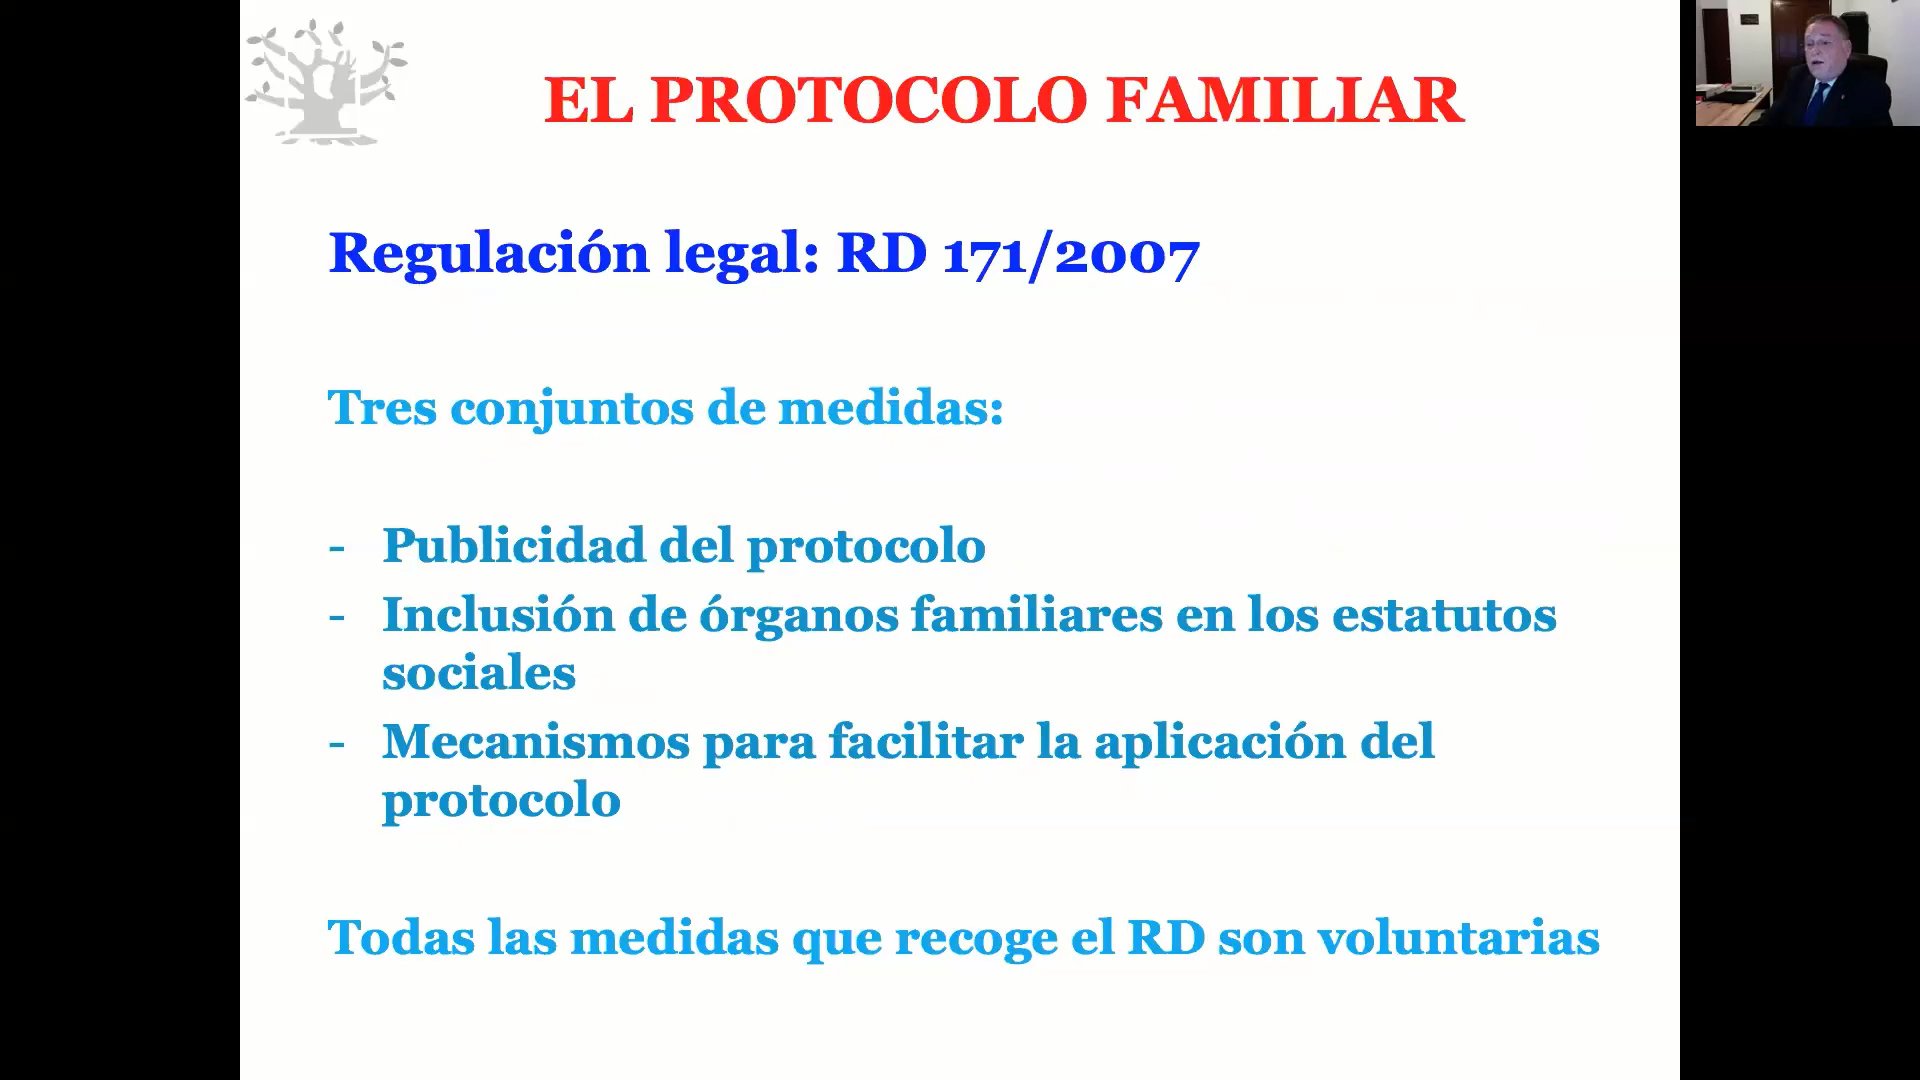 EL PROTOCOLO FAMILIAR
Regulación legal: RD 171/2007
Tres conjuntos de medidas:
- Publicidad del protocolo
- Inclusión de órganos familiares en los estatutos
sociales
- Mecanismos para facilitar la aplicación del
protocolo
Todas las medidas que recoge el RD son voluntarias